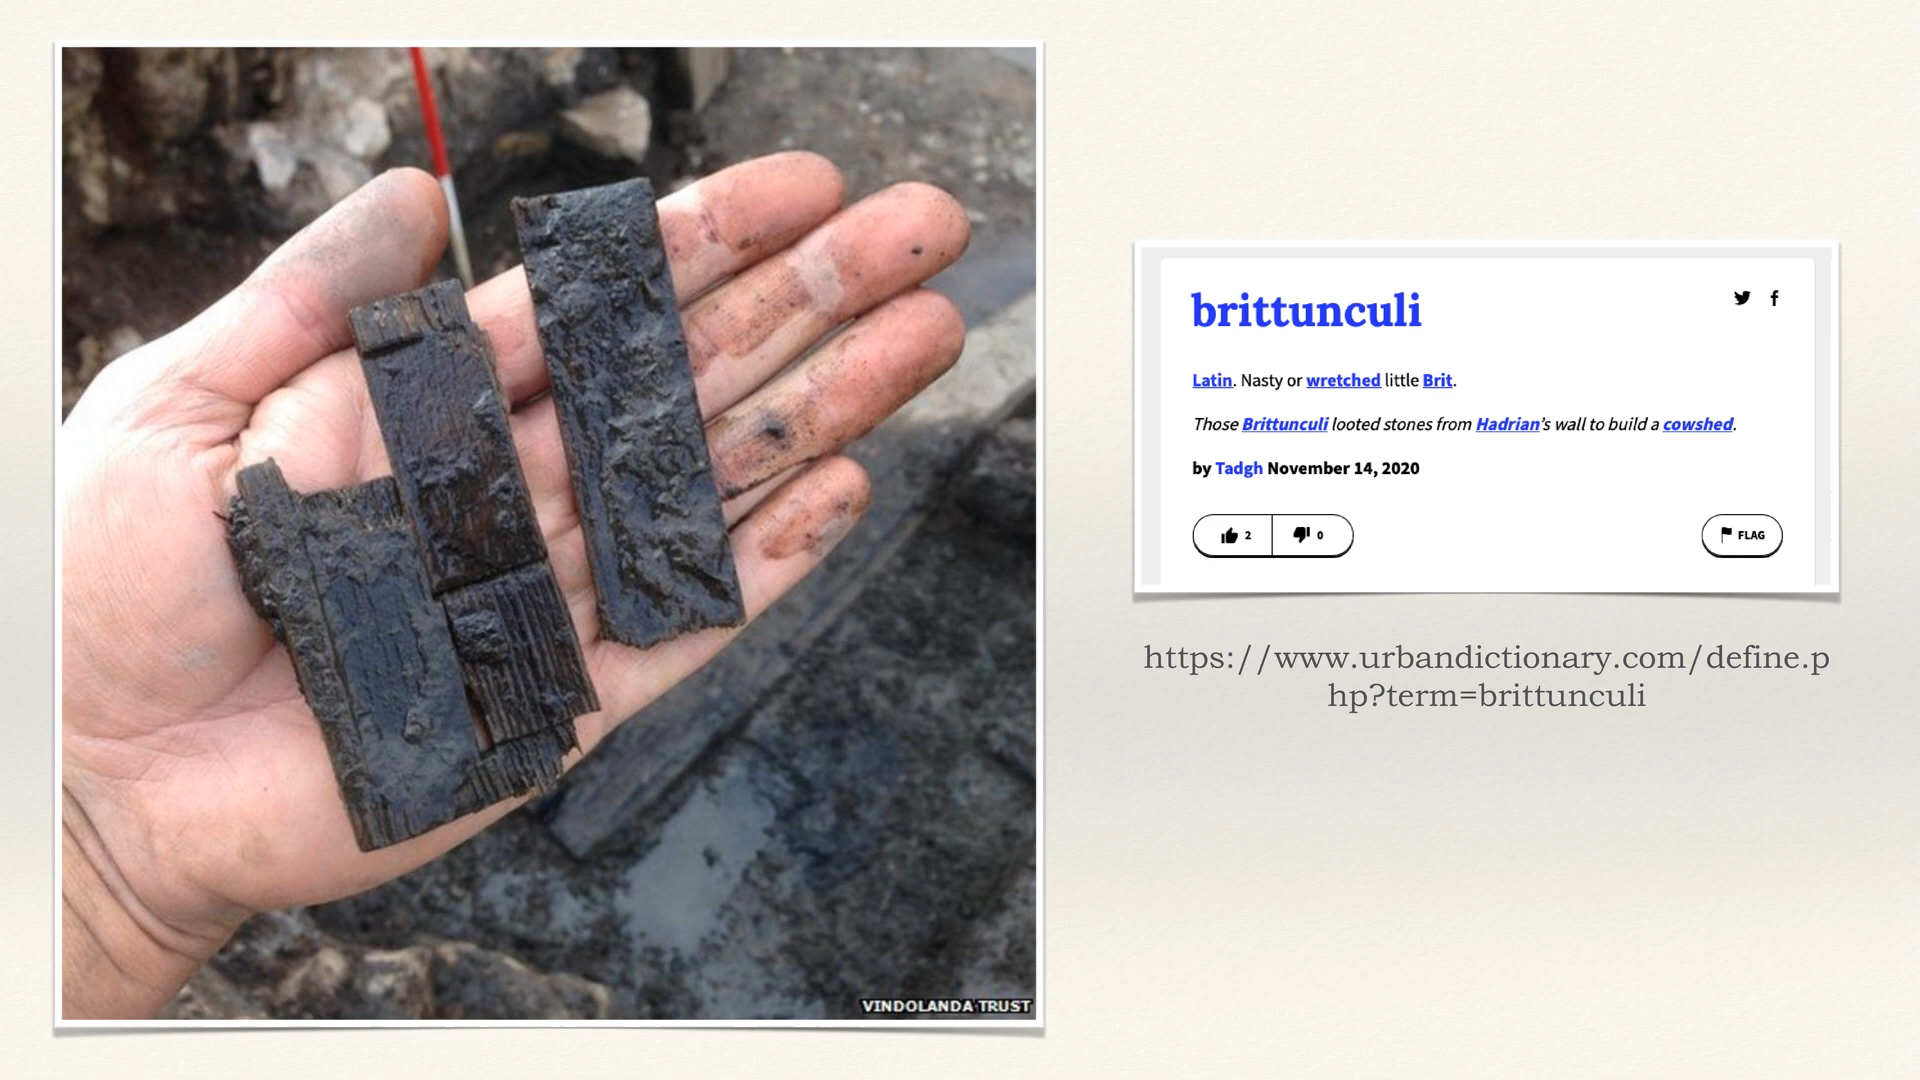 VINDOLANDA TRUST
brittunculi
Latin. Nasty or wretched little Brit.
Those Brittunculi looted stones from Hadrian's wall to build a cowshed.
by Tadgh November 14, 2020
2 0 FLAG
https://www.urbandictionary.com/define.p
hp?term=brittunculi